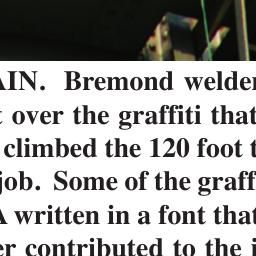 AIN. Bremond welder
t over the graffiti that
climbed the 120 foot t
job. Some of the graff
A written in a font that
er contributed to the i